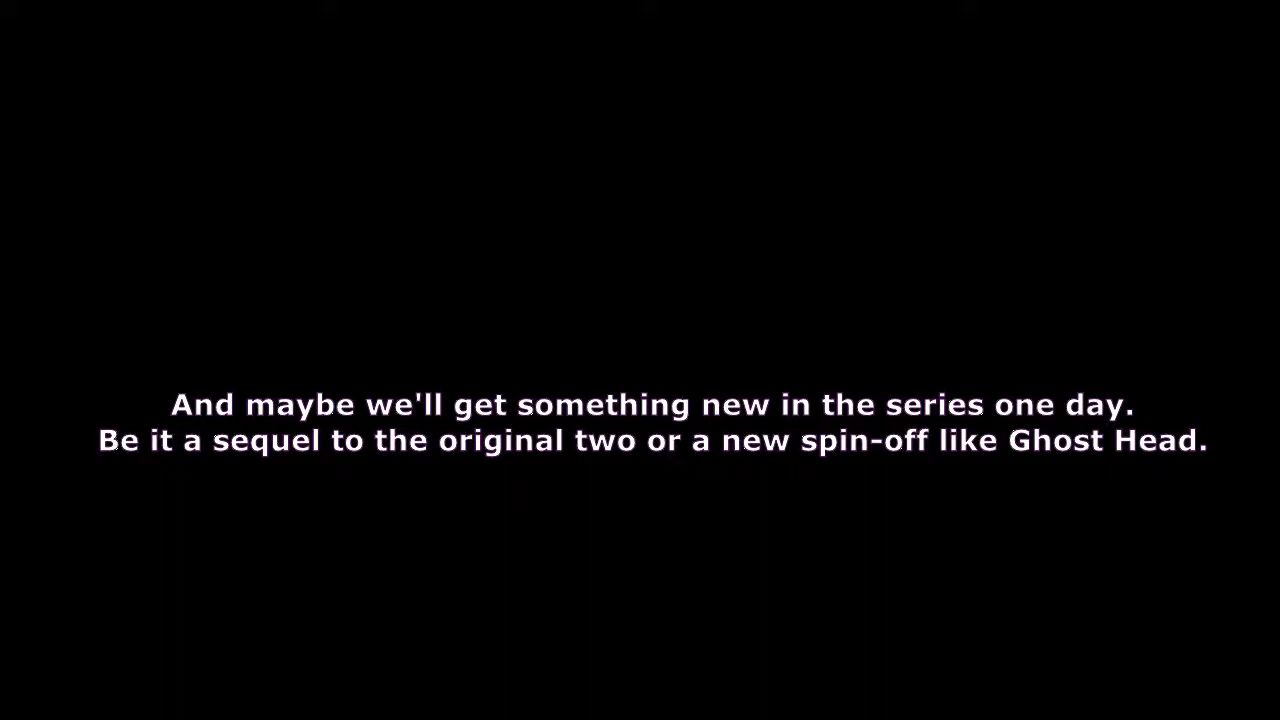 And maybe we'll get something new in the series one day.
Be it a sequel to the original two or a new spin-off like Ghost Head.